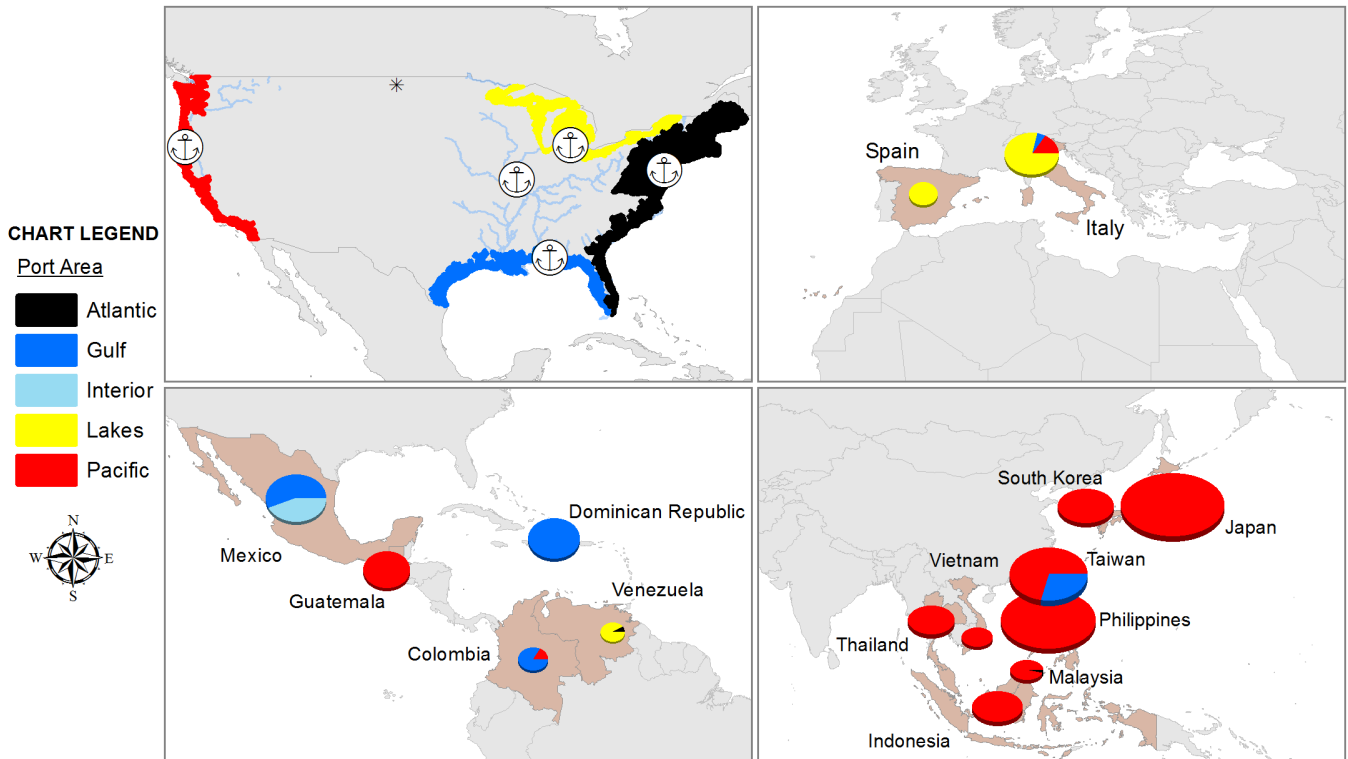 CHART LEGEND
Port Area
Atlantic
Gulf
Interior
Lakes
Pacific
N
W
E
S
Spain
Italy
Mexico
Guatemala
Dominican Republic
Venezuela
Colombia
South Korea
Japan
Vietnam
Taiwan
Philippines
Thailand
Malaysia
Indonesia